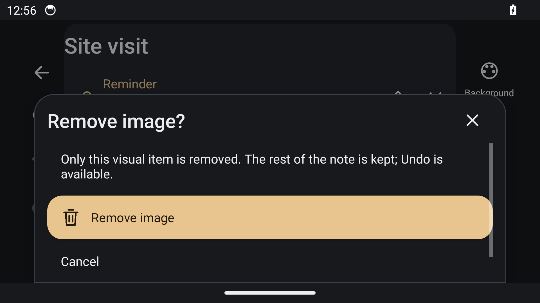 12:56
Site visit
Reminder
Background
Remove image?
Only this visual item is removed. The rest of the note is kept; Undo is
available.
Remove image
Cancel